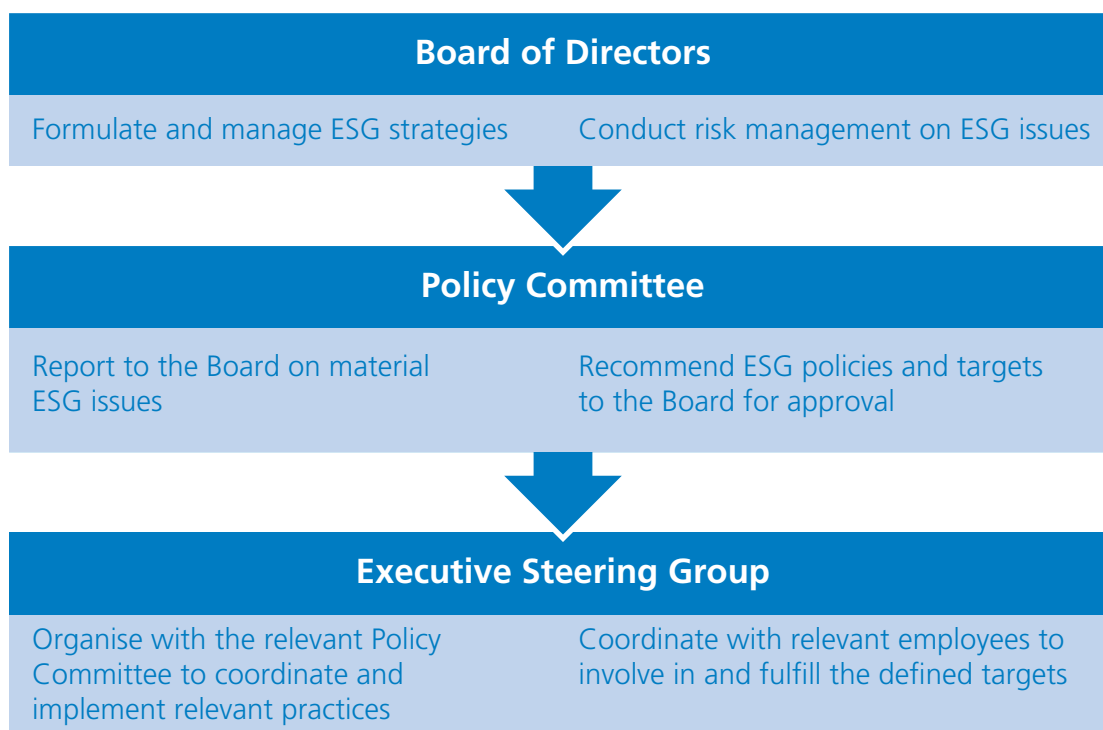 Board of Directors
Formulate and manage ESG strategies
Conduct risk management on ESG issues
Policy Committee
Report to the Board on material
ESG issues
Recommend ESG policies and targets
to the Board for approval
Executive Steering Group
Organise with the relevant Policy
Committee to coordinate and
implement relevant practices
Coordinate with relevant employees to
involve in and fulfill the defined targets